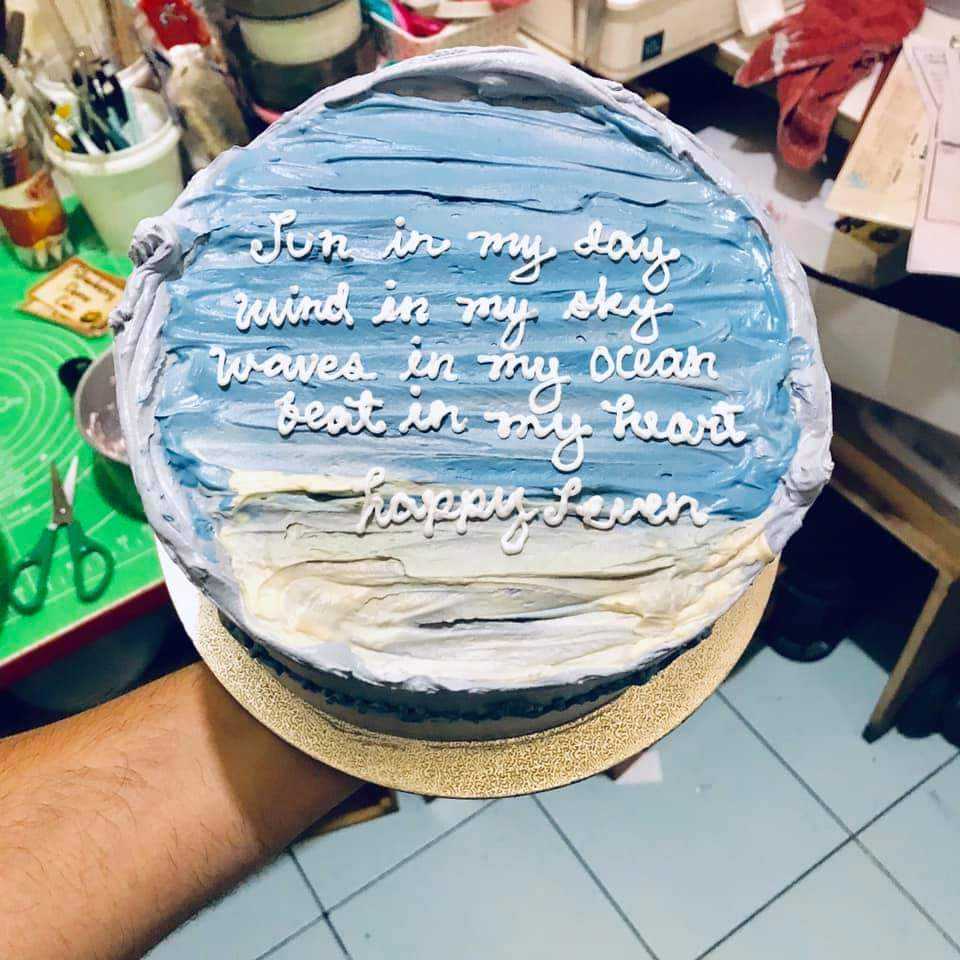 Sun in my day
wind in my sky
waves in my ocean
beat in my heart
happy Seven